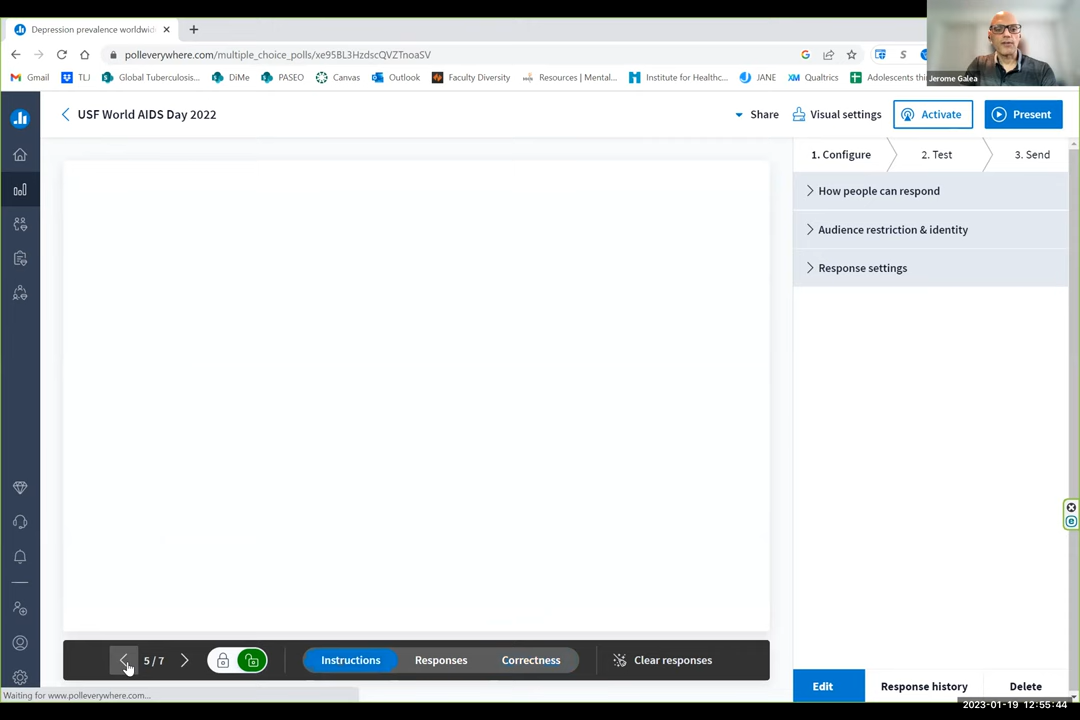 Depression prevalence worldwid
polleverywhere.com/multiple_choice_polls/xe95BL3HzdscQVZTnoaSV
Gmail TLJ Global Tuberculosis... DiMe PASEO Canvas Outlook Faculty Diversity Resources | Mental... Institute for Healthc... JANE Qualtrics Adolescents thi
Jerome Galea
USF World AIDS Day 2022
Share Visual settings Activate Present
1. Configure 2. Test 3. Send
How people can respond
Audience restriction & identity
Response settings
5 / 7 Instructions Responses Correctness Clear responses
Edit Response history Delete
Waiting for www.polleverywhere.com...
2023-01-19 12:55:44